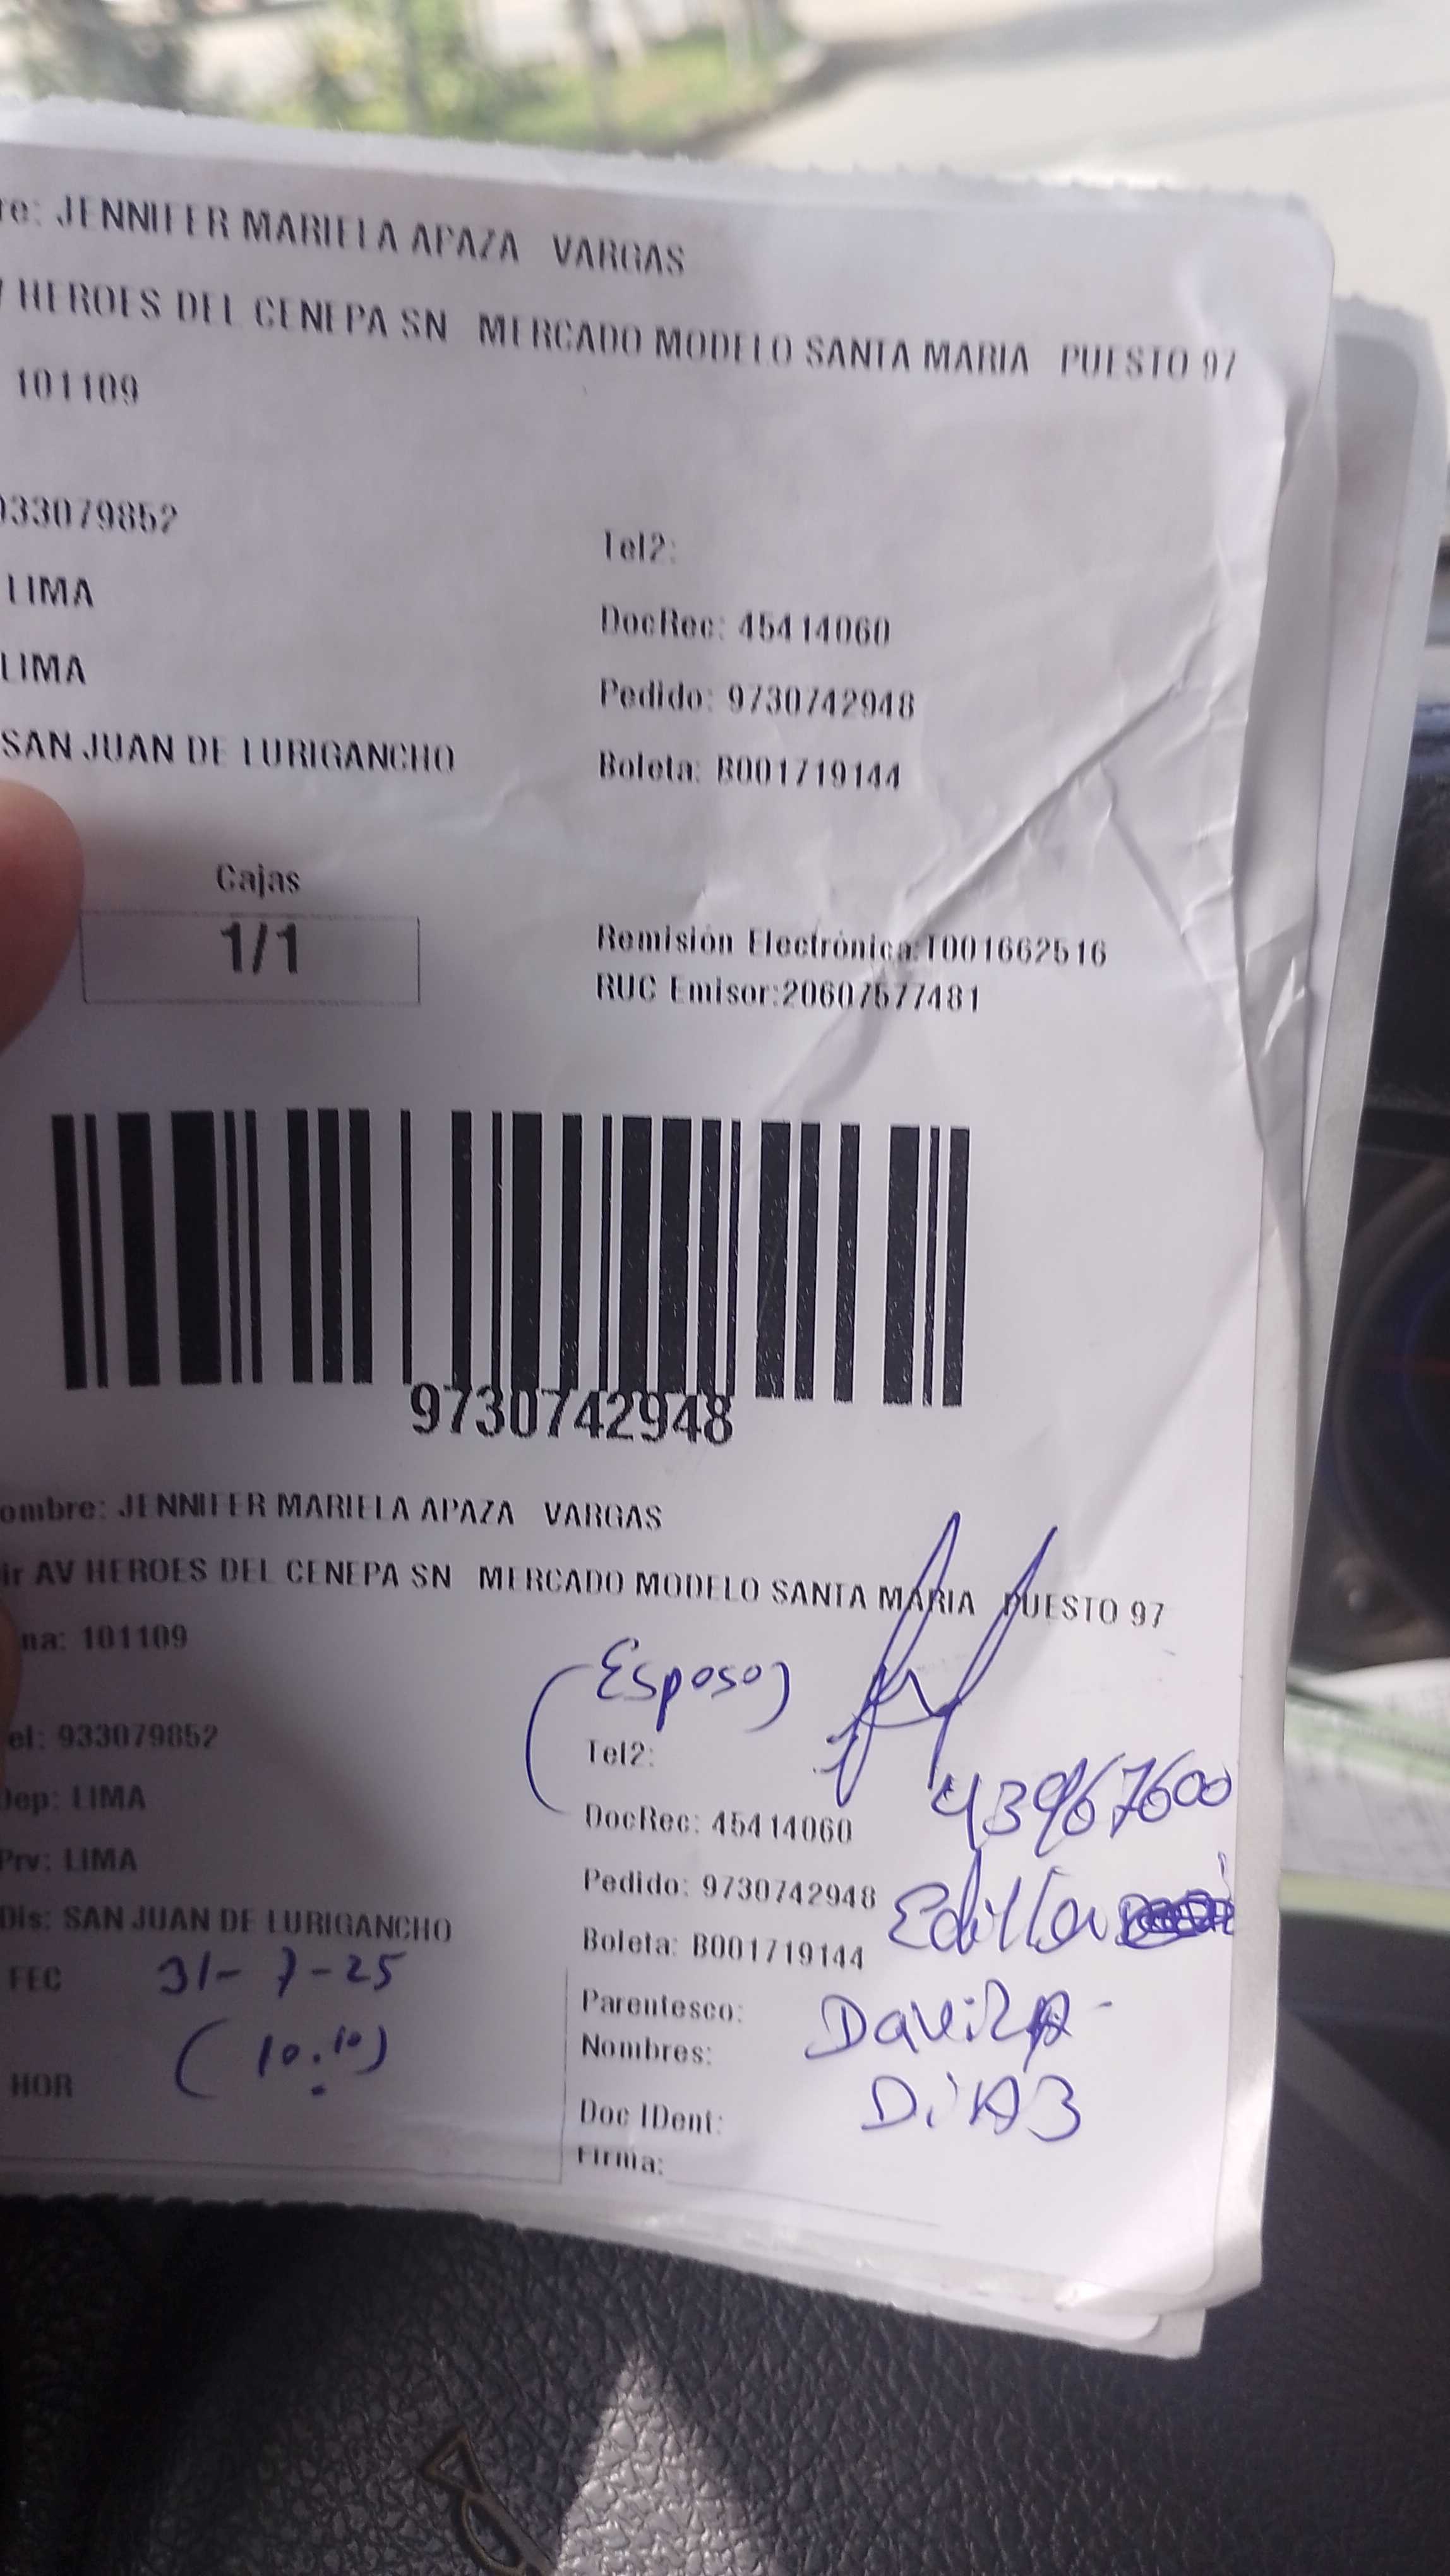 re: JENNIFER MARIELA APAZA VARGAS
HEROES DEL CENEPA SN MERCADO MODELO SANTA MARIA PUESTO 97
101109
933079852
Tel2:
LIMA
DocRec: 45414060
LIMA
Pedido: 9730742948
SAN JUAN DE LURIGANCHO
Boleta: B001719144
Cajas
1/1
Remisión Electrónica:T001662516
RUC Emisor:20607577481
9730742948
ombre: JENNIFER MARIELA APAZA VARGAS
ir AV HEROES DEL CENEPA SN MERCADO MODELO SANTA MARIA PUESTO 97
na: 101109
(Esposo)
el: 933079852
Tel2:
Dep: LIMA
DocRec: 45414060
43967600
Prv: LIMA
Pedido: 9730742948
Dis: SAN JUAN DE LURIGANCHO
Boleta: B001719144
FEC 31-7-25
Parentesco:
DaviLA
Nombres:
HOR (10:10)
Doc IDent:
DiA3
Firma: